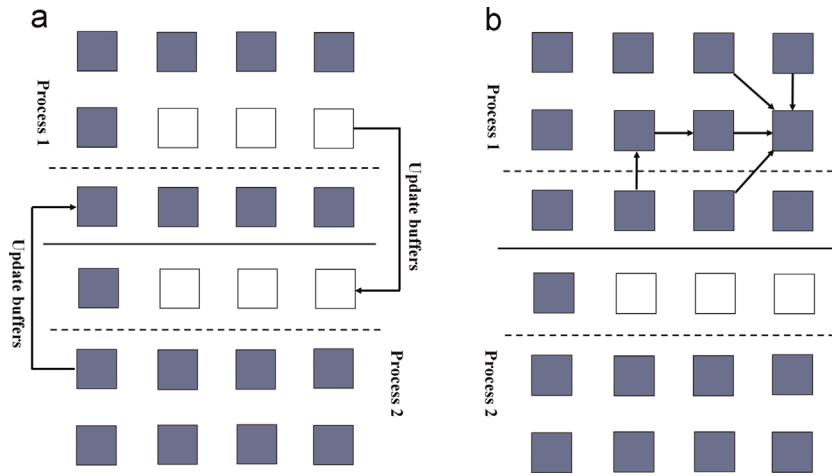 a
Process 1
Update buffers
Update buffers
Process 2
b
Process 1
Process 2